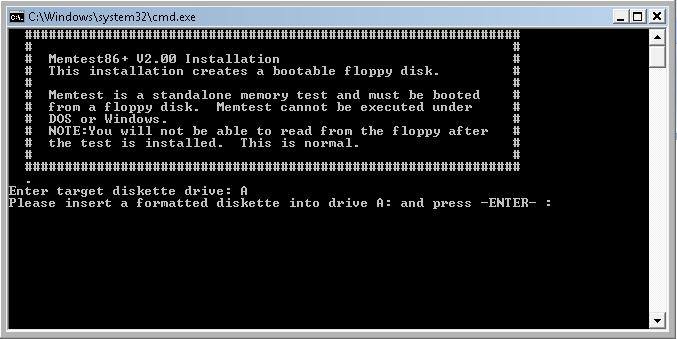 C:\Windows\system32\cmd.exe
##############################################################
#                                                            #
#  Memtest86+ V2.00 Installation                             #
#  This installation creates a bootable floppy disk.         #
#                                                            #
#  Memtest is a standalone memory test and must be booted    #
#  from a floppy disk.  Memtest cannot be executed under     #
#  DOS or Windows.                                           #
#  NOTE:You will not be able to read from the floppy after   #
#  the test is installed.  This is normal.                   #
#                                                            #
##############################################################
.
Enter target diskette drive: A
Please insert a formatted diskette into drive A: and press -ENTER- :